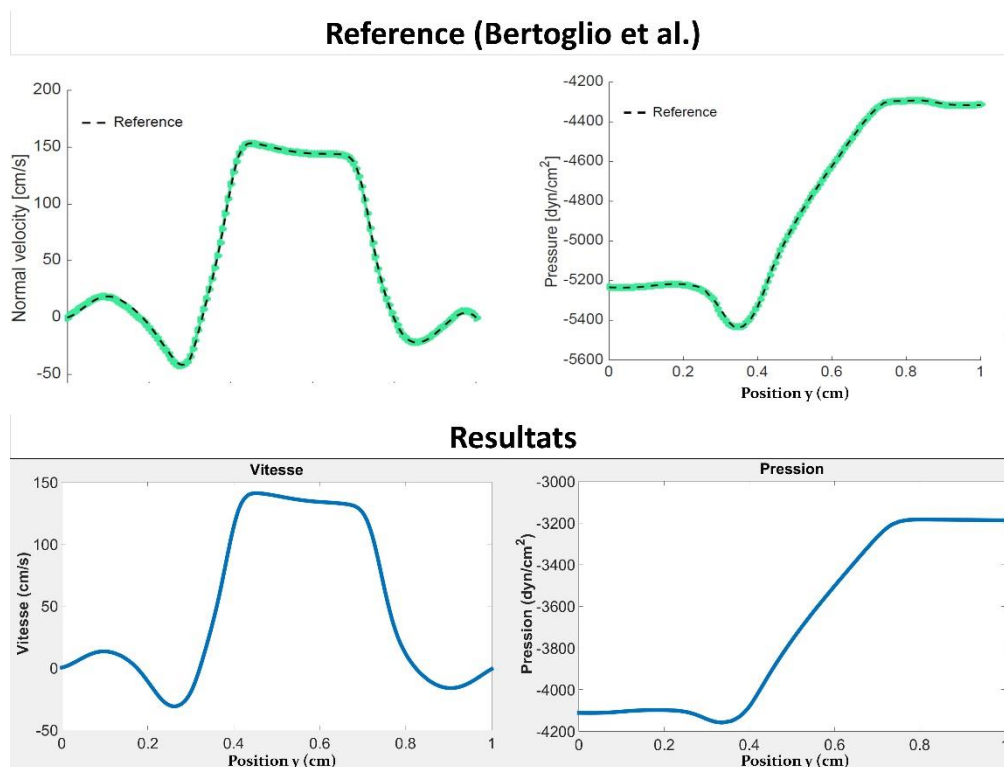 Reference (Bertoglio et al.)
200
150
100
50
0
-50
Normal velocity [cm/s]
Reference
-4200
-4400
-4600
-4800
-5000
-5200
-5400
-5600
Pressure [dyn/cm²]
Reference
0 0.2 0.4 0.6 0.8 1
Position y (cm)
Resultats
Vitesse
150
100
50
0
-50
Vitesse (cm/s)
0 0.2 0.4 0.6 0.8 1
Position y (cm)
Pression
-3000
-3200
-3400
-3600
-3800
-4000
-4200
Pression (dyn/cm²)
0 0.2 0.4 0.6 0.8 1
Position y (cm)